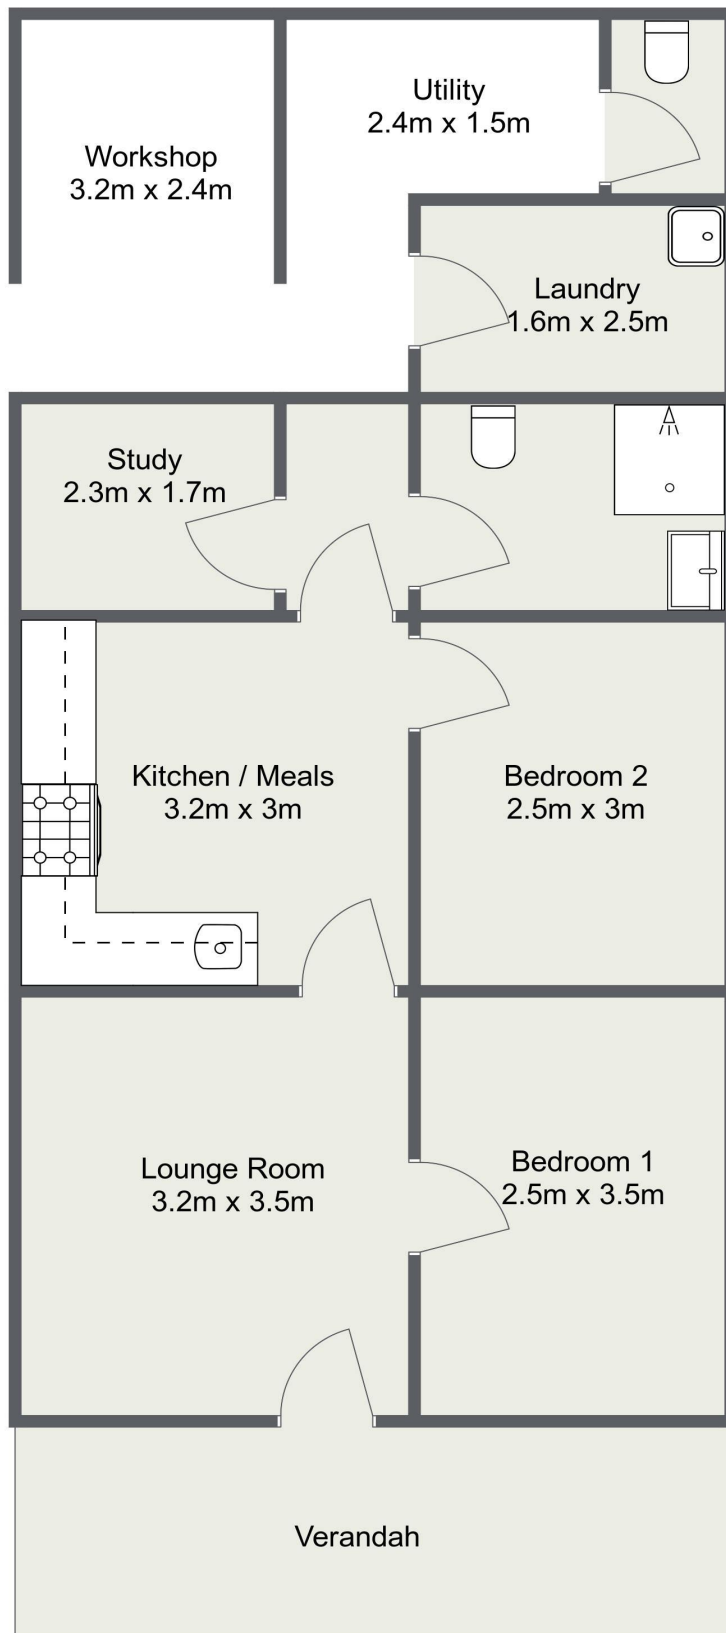 Utility
2.4m x 1.5m
Workshop
3.2m x 2.4m
Laundry
1.6m x 2.5m
Study
2.3m x 1.7m
Kitchen / Meals
3.2m x 3m
Bedroom 2
2.5m x 3m
Lounge Room
3.2m x 3.5m
Bedroom 1
2.5m x 3.5m
Verandah